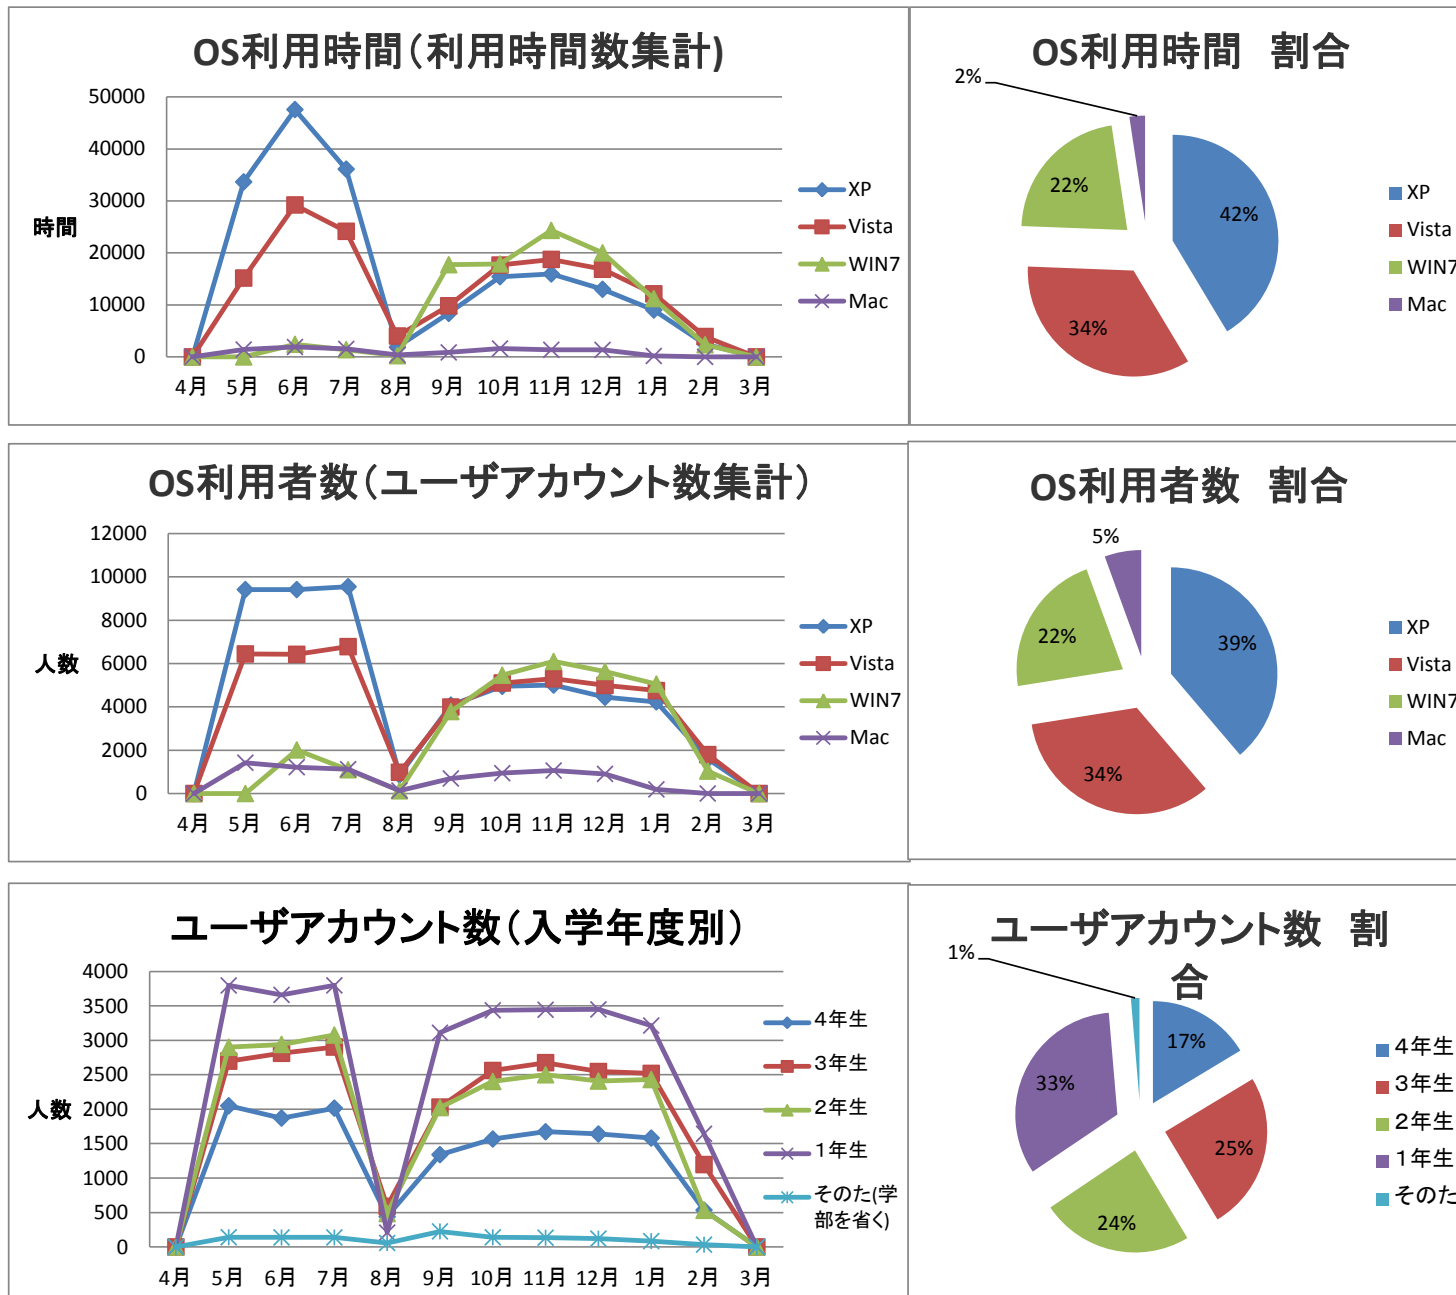 OS利用時間(利用時間数集計)
50000
40000
30000
20000
10000
0
時間
4月 5月 6月 7月 8月 9月 10月 11月 12月 1月 2月 3月
XP
Vista
WIN7
Mac
OS利用時間 割合
2%
22%
42%
34%
XP
Vista
WIN7
Mac
OS利用者数(ユーザアカウント数集計)
12000
10000
8000
6000
4000
2000
0
人数
4月 5月 6月 7月 8月 9月 10月 11月 12月 1月 2月 3月
XP
Vista
WIN7
Mac
OS利用者数 割合
5%
22%
39%
34%
XP
Vista
WIN7
Mac
ユーザアカウント数(入学年度別)
4000
3500
3000
2500
2000
1500
1000
500
0
人数
4月 5月 6月 7月 8月 9月 10月 11月 12月 1月 2月 3月
4年生
3年生
2年生
1年生
そのた(学
部を省く)
ユーザアカウント数 割
合
1%
17%
33%
25%
24%
4年生
3年生
2年生
1年生
そのた